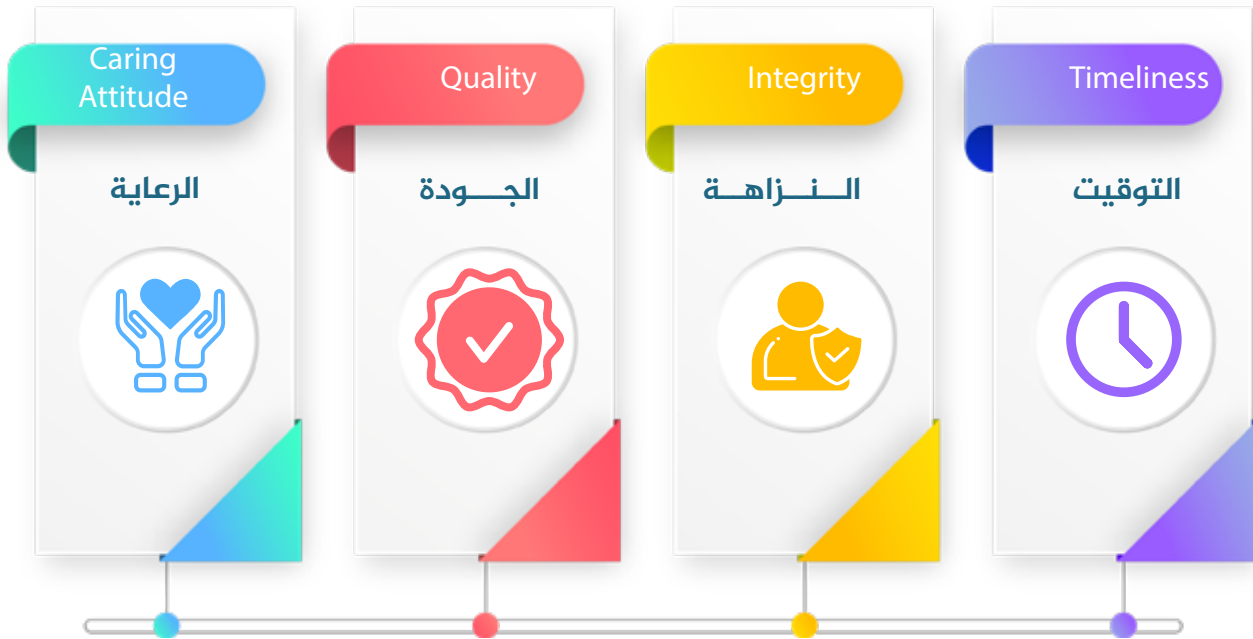 Caring
Attitude
الرعاية
Quality
الجـــودة
Integrity
الـــنـــزاهـــة
Timeliness
التوقيت